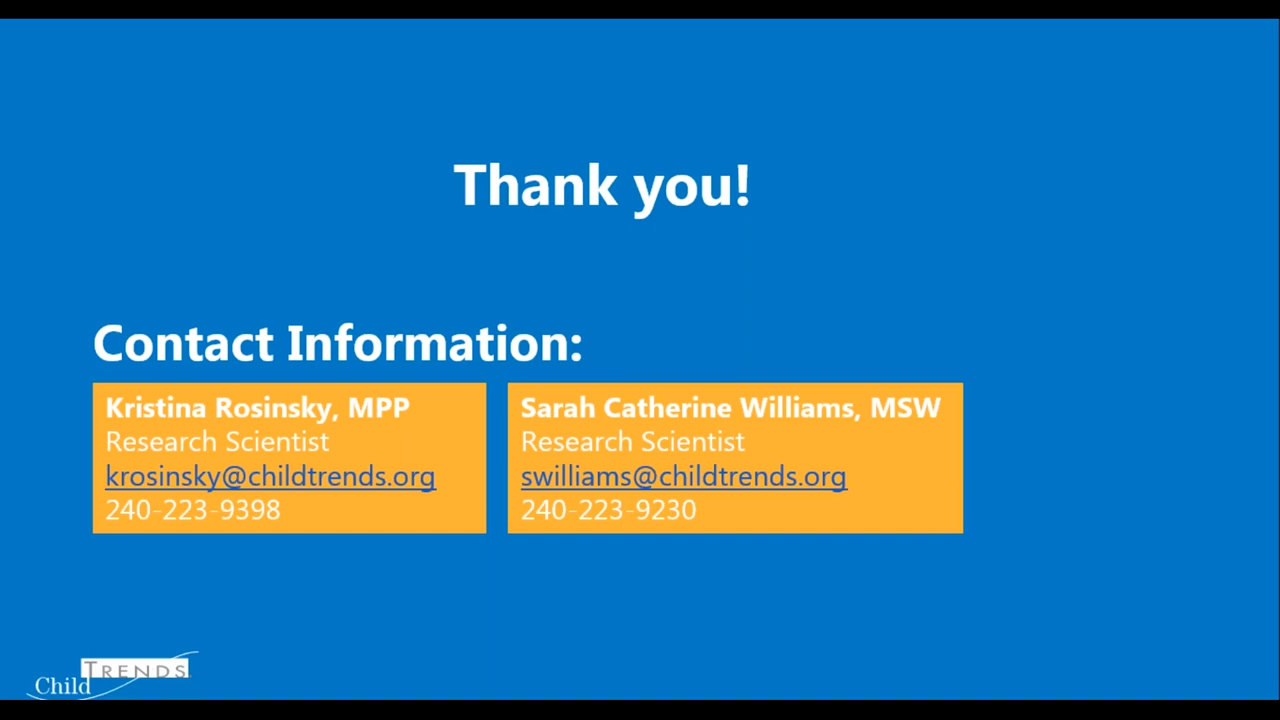 Thank you!
Contact Information:
Kristina Rosinsky, MPP
Research Scientist
krosinsky@childtrends.org
240-223-9398
Sarah Catherine Williams, MSW
Research Scientist
swilliams@childtrends.org
240-223-9230
Child TRENDS